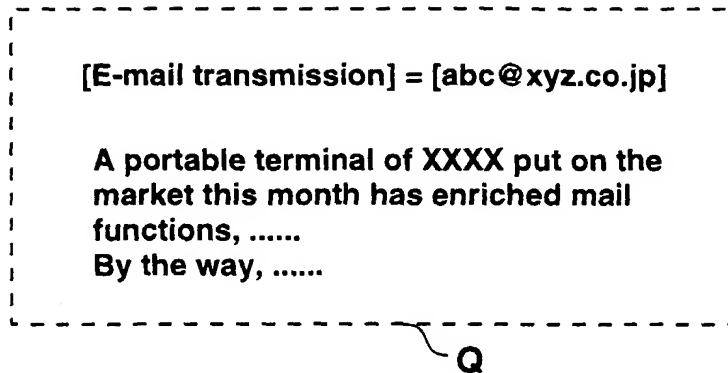 [E-mail transmission] = [abc@xyz.co.jp]
A portable terminal of XXXX put on the
market this month has enriched mail
functions, ......
By the way, ......
Q